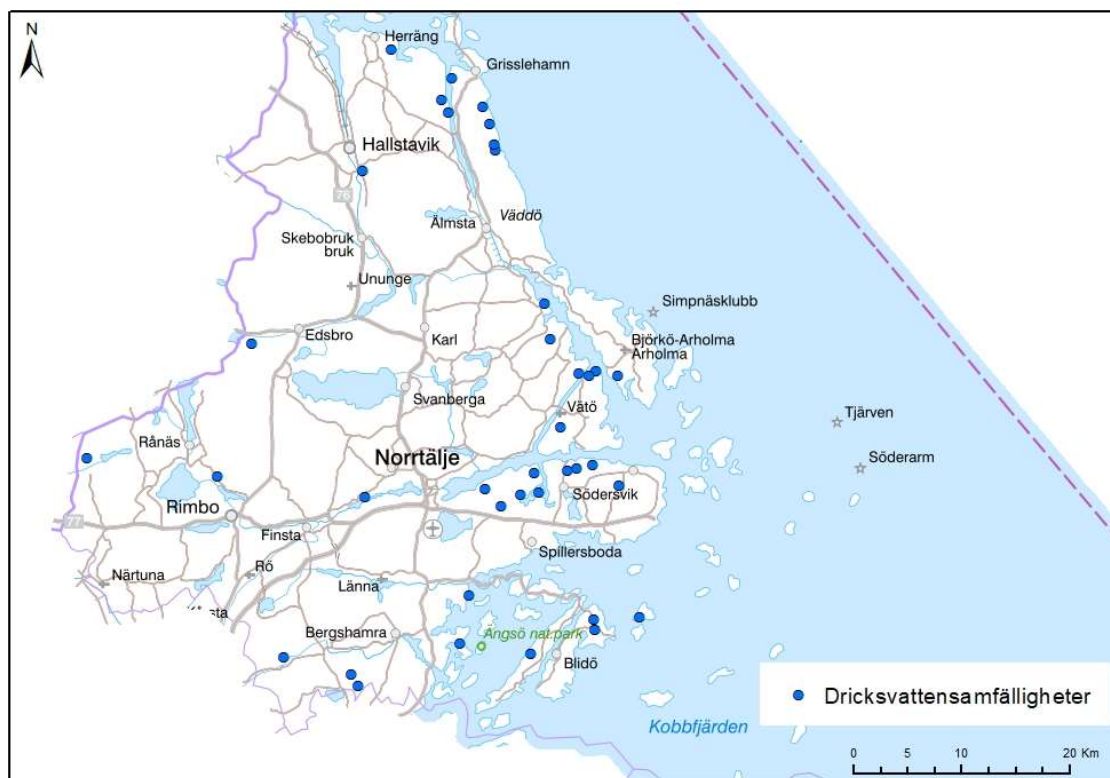 N
Herräng
Grisslehamn
Hallstavik
76
Väddö
Älmsta
Skebobruk
bruk
Ununge
Simpnäsklubb
Edsbro
Karl
Björkö-Arholma
Arholma
Svanberga
Vätö
Tjärven
Rånäs
Norrtälje
Söderarm
Södersvik
Rimbo
77
Finsta
Spillersboda
Rö
Närtuna
Länna
Bergshamra
Ängsö nat.park
Blidö
Dricksvattensamfälligheter
Kobbfjärden
0 5 10 20 Km